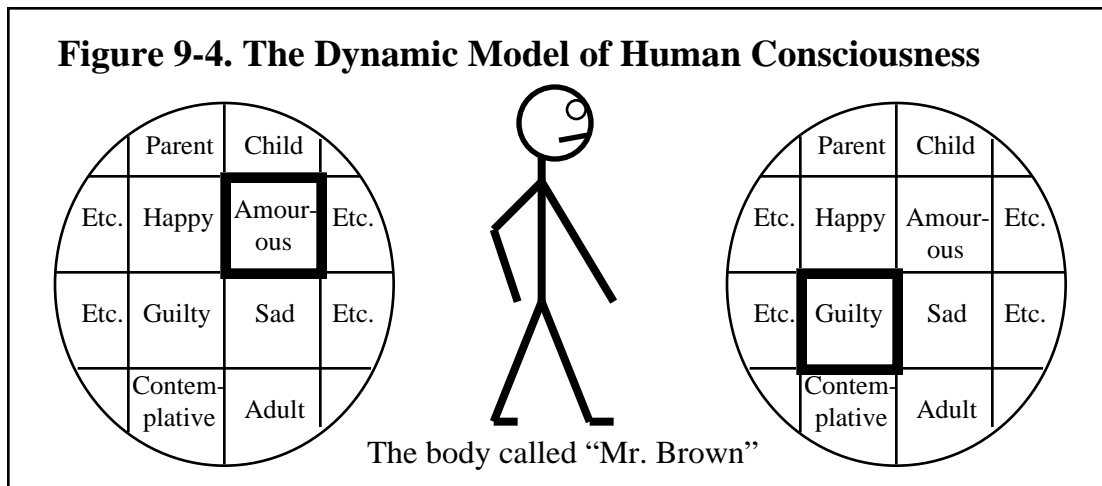 Figure 9-4. The Dynamic Model of Human Consciousness
Parent Child
Etc. Happy Amour-
ous Etc.
Etc. Guilty Sad Etc.
Contem-
plative Adult
Parent Child
Etc. Happy Amour-
ous Etc.
Etc. Guilty Sad Etc.
Contem-
plative Adult
The body called “Mr. Brown”